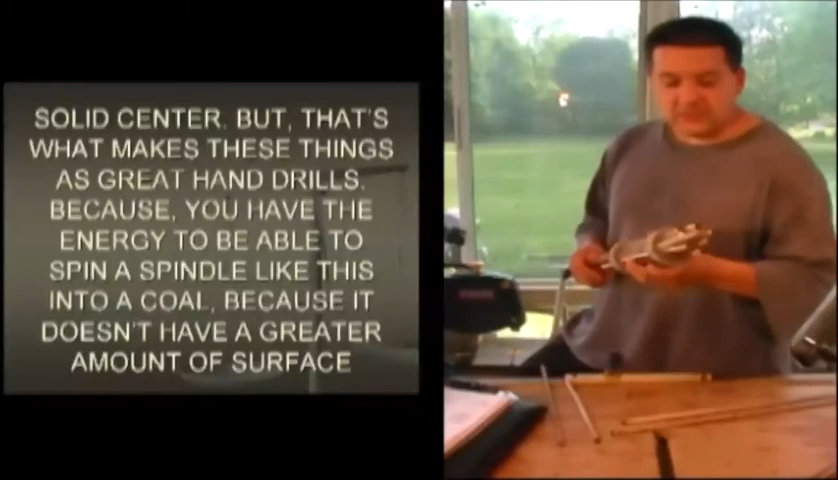 SOLID CENTER. BUT, THAT'S
WHAT MAKES THESE THINGS
AS GREAT HAND DRILLS.
BECAUSE, YOU HAVE THE
ENERGY TO BE ABLE TO
SPIN A SPINDLE LIKE THIS
INTO A COAL, BECAUSE IT
DOESN'T HAVE A GREATER
AMOUNT OF SURFACE